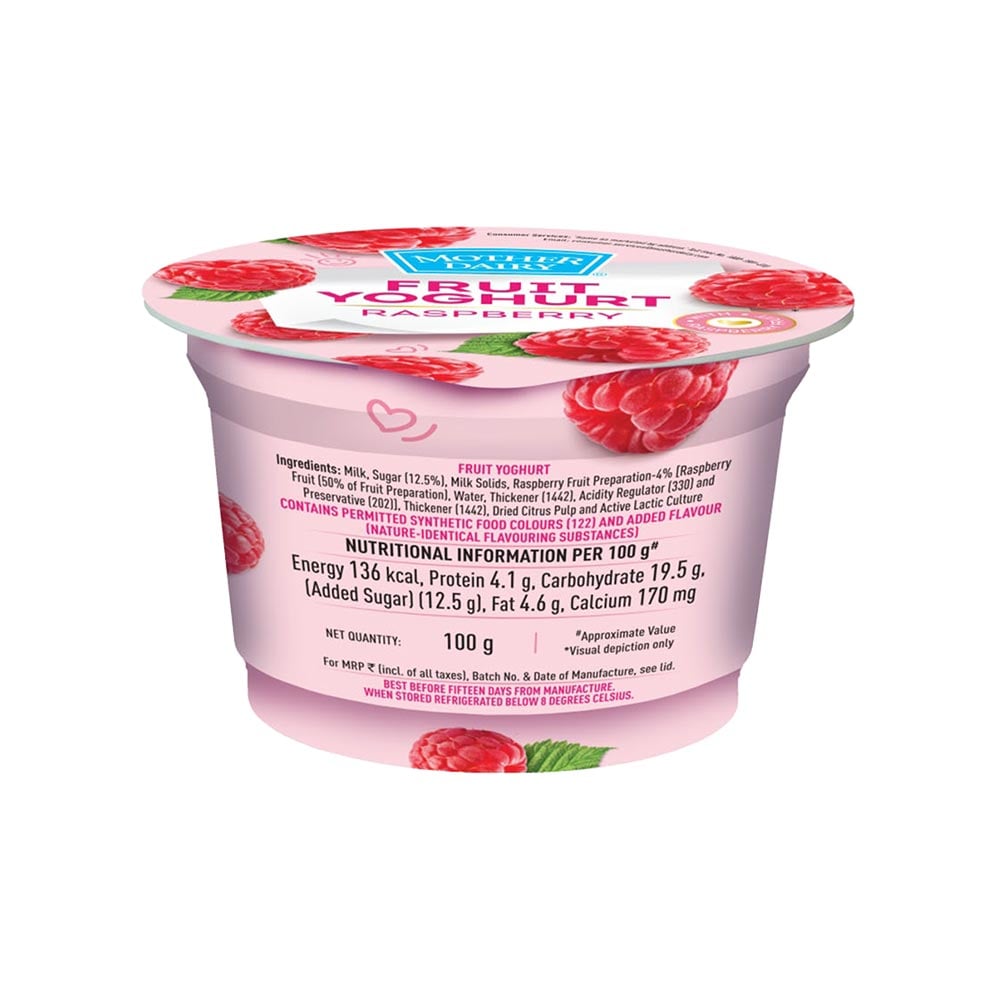 Consumer Services:
Email:
MOTHER
DAIRY
FRUIT
YOGHURT
RASPBERRY
WITH
RASPBERRY
FRUIT YOGHURT
Ingredients: Milk, Sugar (12.5%), Milk Solids, Raspberry Fruit Preparation-4% [Raspberry
Fruit (50% of Fruit Preparation), Water, Thickener (1442), Acidity Regulator (330) and
Preservative (202)], Thickener (1442), Dried Citrus Pulp and Active Lactic Culture
CONTAINS PERMITTED SYNTHETIC FOOD COLOURS (122) AND ADDED FLAVOUR
(NATURE-IDENTICAL FLAVOURING SUBSTANCES)
NUTRITIONAL INFORMATION PER 100 g#
Energy 136 kcal, Protein 4.1 g, Carbohydrate 19.5 g,
(Added Sugar) (12.5 g), Fat 4.6 g, Calcium 170 mg
NET QUANTITY: 100 g
#Approximate Value
*Visual depiction only
For MRP ₹ (incl. of all taxes), Batch No. & Date of Manufacture, see lid.
BEST BEFORE FIFTEEN DAYS FROM MANUFACTURE.
WHEN STORED REFRIGERATED BELOW 8 DEGREES CELSIUS.